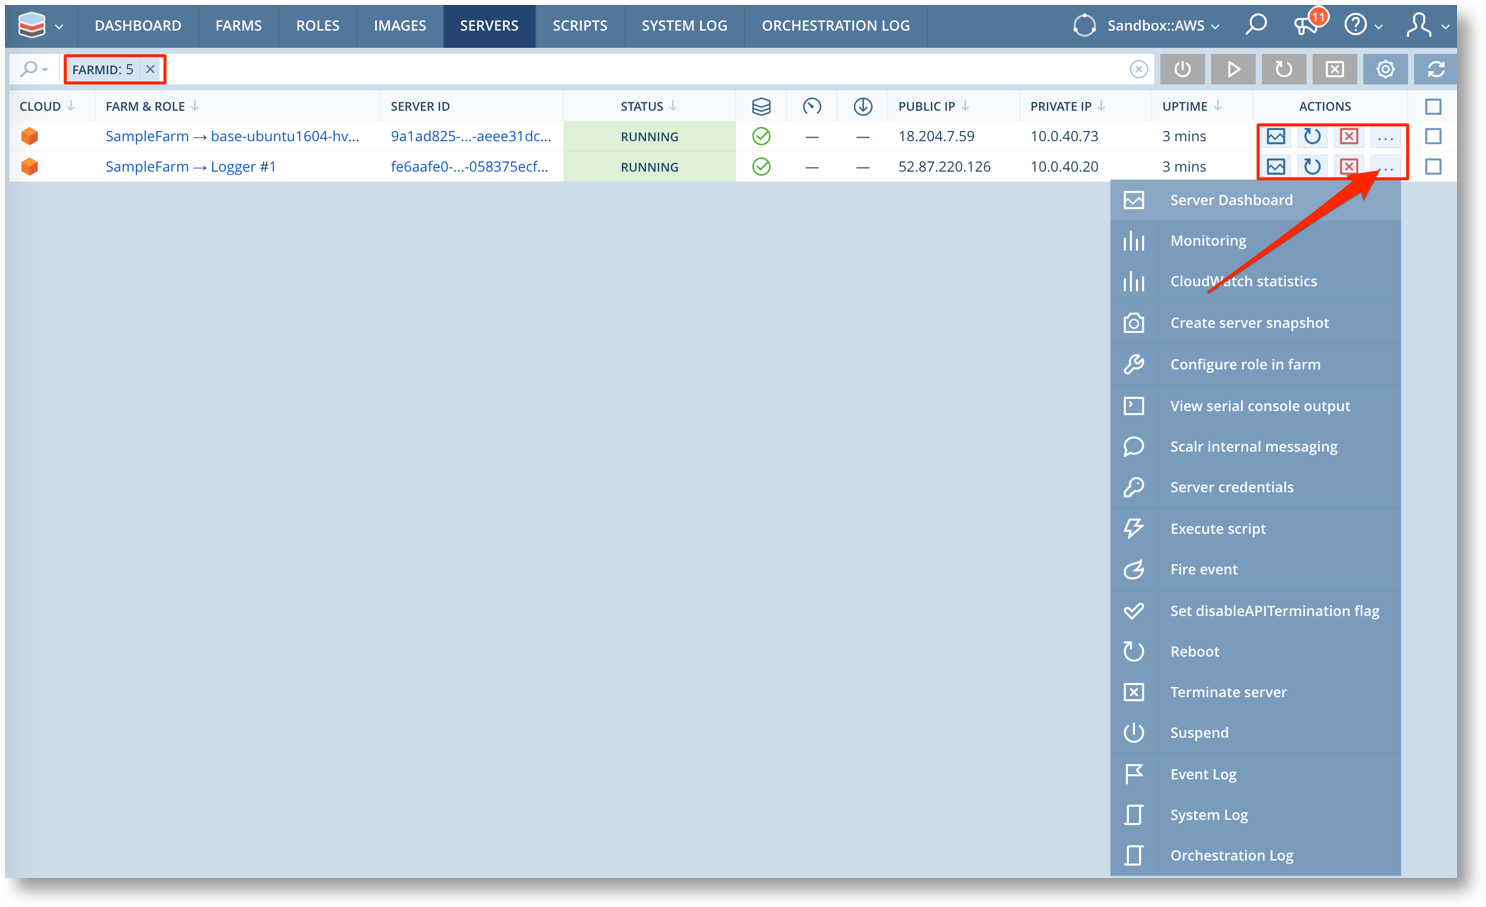 DASHBOARD FARMS ROLES IMAGES SERVERS SCRIPTS SYSTEM LOG ORCHESTRATION LOG Sandbox::AWS 11
FARMID: 5
CLOUD FARM & ROLE SERVER ID STATUS PUBLIC IP PRIVATE IP UPTIME ACTIONS
SampleFarm → base-ubuntu1604-hv... 9a1ad825-...-aeee31dc... RUNNING — — 18.204.7.59 10.0.40.73 3 mins ...
SampleFarm → Logger #1 fe6aafe0-...-058375ecf... RUNNING — — 52.87.220.126 10.0.40.20 3 mins ...
Server Dashboard
Monitoring
CloudWatch statistics
Create server snapshot
Configure role in farm
View serial console output
Scalr internal messaging
Server credentials
Execute script
Fire event
Set disableAPITermination flag
Reboot
Terminate server
Suspend
Event Log
System Log
Orchestration Log